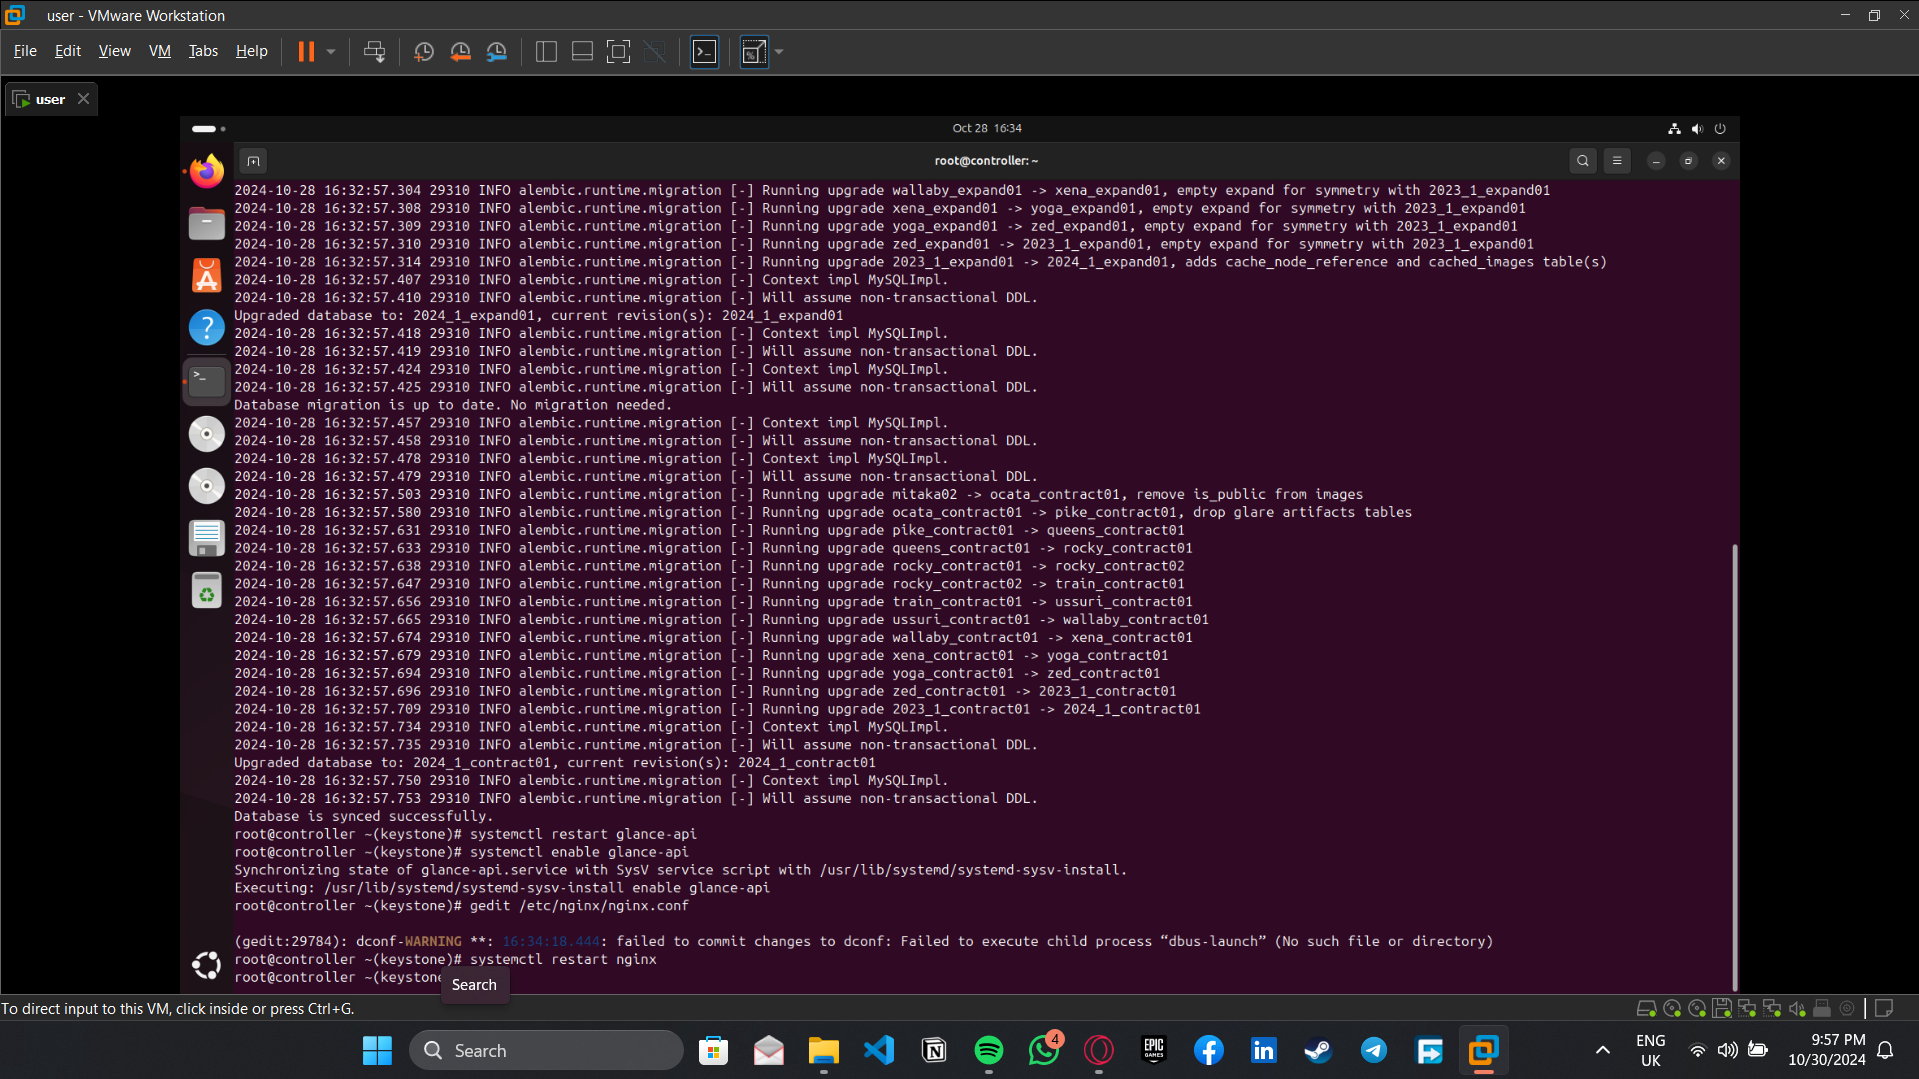 user - VMware Workstation
File Edit View VM Tabs Help
user
Oct 28 16:34
root@controller: ~
2024-10-28 16:32:57.304 29310 INFO alembic.runtime.migration [-] Running upgrade wallaby_expand01 -> xena_expand01, empty expand for symmetry with 2023_1_expand01
2024-10-28 16:32:57.308 29310 INFO alembic.runtime.migration [-] Running upgrade xena_expand01 -> yoga_expand01, empty expand for symmetry with 2023_1_expand01
2024-10-28 16:32:57.309 29310 INFO alembic.runtime.migration [-] Running upgrade yoga_expand01 -> zed_expand01, empty expand for symmetry with 2023_1_expand01
2024-10-28 16:32:57.310 29310 INFO alembic.runtime.migration [-] Running upgrade zed_expand01 -> 2023_1_expand01, empty expand for symmetry with 2023_1_expand01
2024-10-28 16:32:57.314 29310 INFO alembic.runtime.migration [-] Running upgrade 2023_1_expand01 -> 2024_1_expand01, adds cache_node_reference and cached_images table(s)
2024-10-28 16:32:57.407 29310 INFO alembic.runtime.migration [-] Context impl MySQLImpl.
2024-10-28 16:32:57.410 29310 INFO alembic.runtime.migration [-] Will assume non-transactional DDL.
Upgraded database to: 2024_1_expand01, current revision(s): 2024_1_expand01
2024-10-28 16:32:57.418 29310 INFO alembic.runtime.migration [-] Context impl MySQLImpl.
2024-10-28 16:32:57.419 29310 INFO alembic.runtime.migration [-] Will assume non-transactional DDL.
2024-10-28 16:32:57.424 29310 INFO alembic.runtime.migration [-] Context impl MySQLImpl.
2024-10-28 16:32:57.425 29310 INFO alembic.runtime.migration [-] Will assume non-transactional DDL.
Database migration is up to date. No migration needed.
2024-10-28 16:32:57.457 29310 INFO alembic.runtime.migration [-] Context impl MySQLImpl.
2024-10-28 16:32:57.458 29310 INFO alembic.runtime.migration [-] Will assume non-transactional DDL.
2024-10-28 16:32:57.478 29310 INFO alembic.runtime.migration [-] Context impl MySQLImpl.
2024-10-28 16:32:57.479 29310 INFO alembic.runtime.migration [-] Will assume non-transactional DDL.
2024-10-28 16:32:57.503 29310 INFO alembic.runtime.migration [-] Running upgrade mitaka02 -> ocata_contract01, remove is_public from images
2024-10-28 16:32:57.580 29310 INFO alembic.runtime.migration [-] Running upgrade ocata_contract01 -> pike_contract01, drop glare artifacts tables
2024-10-28 16:32:57.631 29310 INFO alembic.runtime.migration [-] Running upgrade pike_contract01 -> queens_contract01
2024-10-28 16:32:57.633 29310 INFO alembic.runtime.migration [-] Running upgrade queens_contract01 -> rocky_contract01
2024-10-28 16:32:57.638 29310 INFO alembic.runtime.migration [-] Running upgrade rocky_contract01 -> rocky_contract02
2024-10-28 16:32:57.647 29310 INFO alembic.runtime.migration [-] Running upgrade rocky_contract02 -> train_contract01
2024-10-28 16:32:57.656 29310 INFO alembic.runtime.migration [-] Running upgrade train_contract01 -> ussuri_contract01
2024-10-28 16:32:57.665 29310 INFO alembic.runtime.migration [-] Running upgrade ussuri_contract01 -> wallaby_contract01
2024-10-28 16:32:57.674 29310 INFO alembic.runtime.migration [-] Running upgrade wallaby_contract01 -> xena_contract01
2024-10-28 16:32:57.679 29310 INFO alembic.runtime.migration [-] Running upgrade xena_contract01 -> yoga_contract01
2024-10-28 16:32:57.694 29310 INFO alembic.runtime.migration [-] Running upgrade yoga_contract01 -> zed_contract01
2024-10-28 16:32:57.696 29310 INFO alembic.runtime.migration [-] Running upgrade zed_contract01 -> 2023_1_contract01
2024-10-28 16:32:57.709 29310 INFO alembic.runtime.migration [-] Running upgrade 2023_1_contract01 -> 2024_1_contract01
2024-10-28 16:32:57.734 29310 INFO alembic.runtime.migration [-] Context impl MySQLImpl.
2024-10-28 16:32:57.735 29310 INFO alembic.runtime.migration [-] Will assume non-transactional DDL.
Upgraded database to: 2024_1_contract01, current revision(s): 2024_1_contract01
2024-10-28 16:32:57.750 29310 INFO alembic.runtime.migration [-] Context impl MySQLImpl.
2024-10-28 16:32:57.753 29310 INFO alembic.runtime.migration [-] Will assume non-transactional DDL.
Database is synced successfully.
root@controller ~(keystone)# systemctl restart glance-api
root@controller ~(keystone)# systemctl enable glance-api
Synchronizing state of glance-api.service with SysV service script with /usr/lib/systemd/systemd-sysv-install.
Executing: /usr/lib/systemd/systemd-sysv-install enable glance-api
root@controller ~(keystone)# gedit /etc/nginx/nginx.conf
(gedit:29784): dconf-WARNING **: 16:34:18.444: failed to commit changes to dconf: Failed to execute child process “dbus-launch” (No such file or directory)
root@controller ~(keystone)# systemctl restart nginx
root@controller ~(keystone
Search
To direct input to this VM, click inside or press Ctrl+G.
Search
4
EPIC GAMES
ENG
UK
9:57 PM
10/30/2024